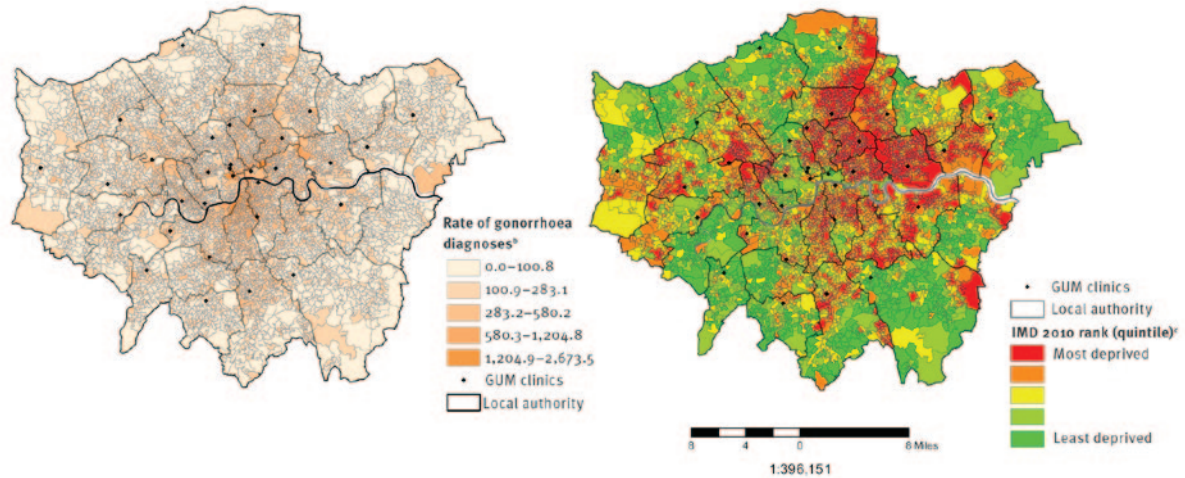 Rate of gonorrhoea
diagnosesᵇ
0.0–100.8
100.9–283.1
283.2–580.2
580.3–1,204.8
1,204.9–2,673.5
GUM clinics
Local authority
GUM clinics
Local authority
IMD 2010 rank (quintile)ᶜ
Most deprived
Least deprived
8 4 0 8 Miles
1:396,151